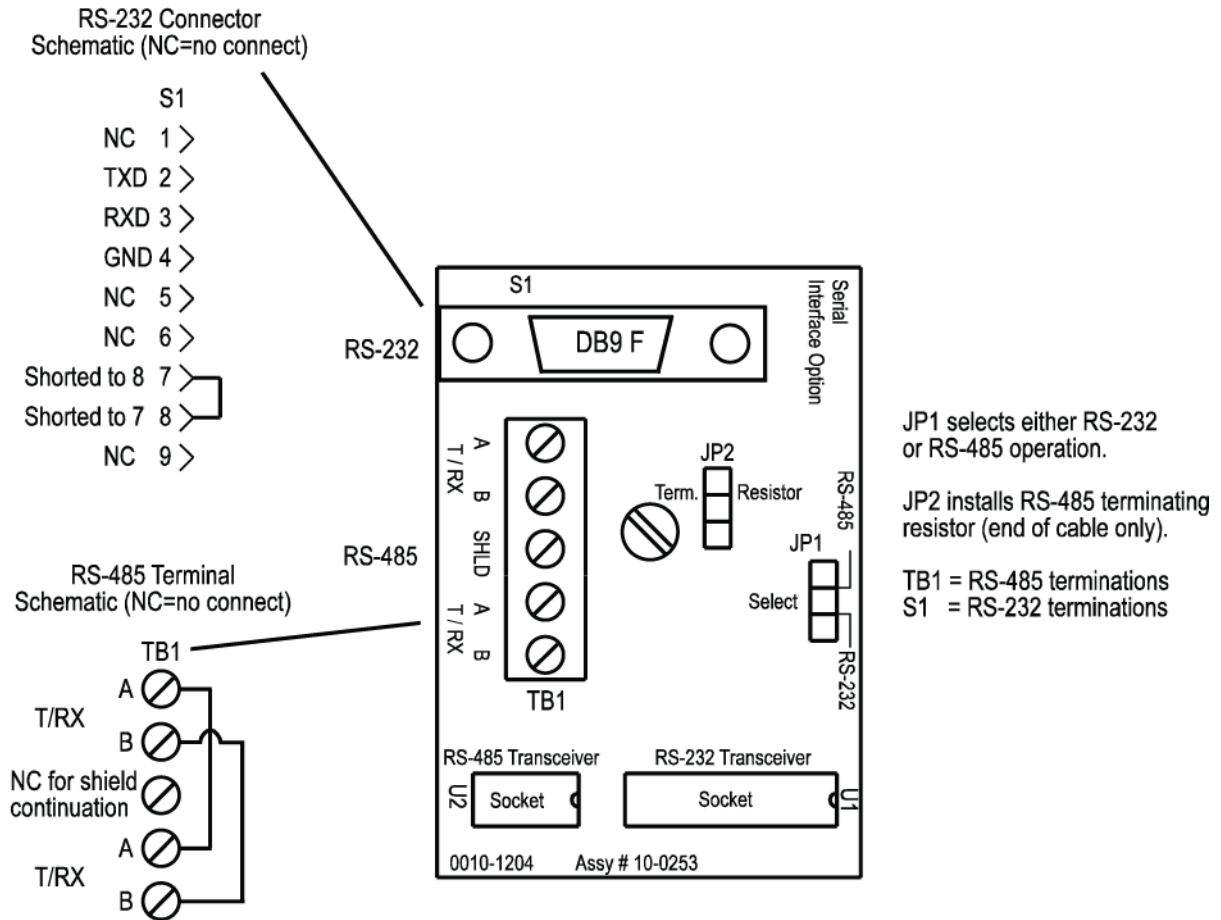 RS-232 Connector
Schematic (NC=no connect)
S1
NC 1
TXD 2
RXD 3
GND 4
NC 5
NC 6
Shorted to 8 7
Shorted to 7 8
NC 9
RS-485 Terminal
Schematic (NC=no connect)
TB1
A
T/RX
B
NC for shield
continuation
A
T/RX
B
S1
Serial
Interface Option
RS-232
DB9 F
RS-485
A
T / RX
B
SHLD
A
T / RX
B
TB1
JP2
Term. Resistor
RS-485
JP1
Select
RS-232
RS-485 Transceiver
RS-232 Transceiver
U2
Socket
Socket
U1
0010-1204 Assy # 10-0253
JP1 selects either RS-232
or RS-485 operation.
JP2 installs RS-485 terminating
resistor (end of cable only).
TB1 = RS-485 terminations
S1 = RS-232 terminations